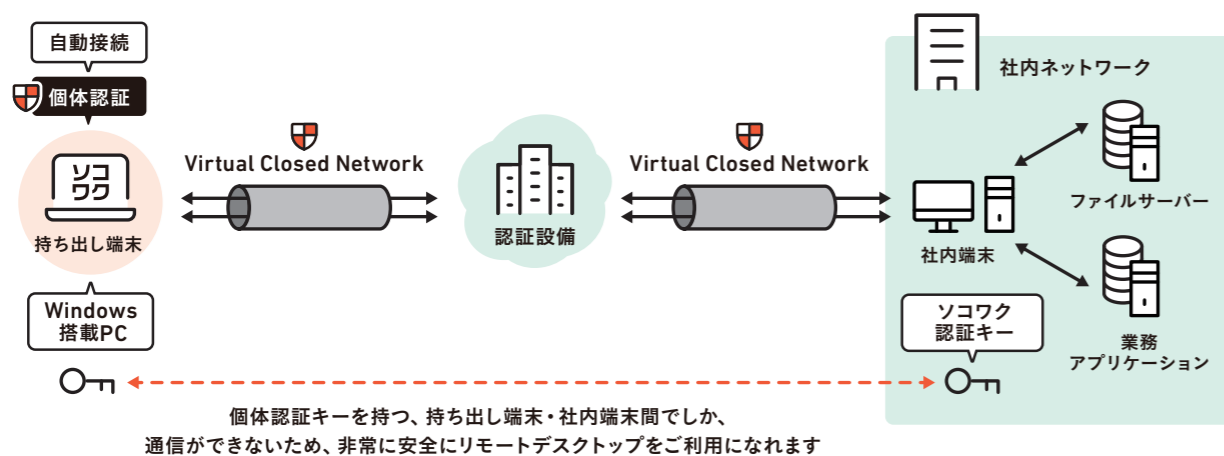 自動接続
個体認証
ソコ
ワク
持ち出し端末
Windows
搭載PC
Virtual Closed Network
認証設備
Virtual Closed Network
社内ネットワーク
社内端末
ファイルサーバー
業務
アプリケーション
ソコワク
認証キー
個体認証キーを持つ、持ち出し端末・社内端末間でしか、
通信ができないため、非常に安全にリモートデスクトップをご利用になれます